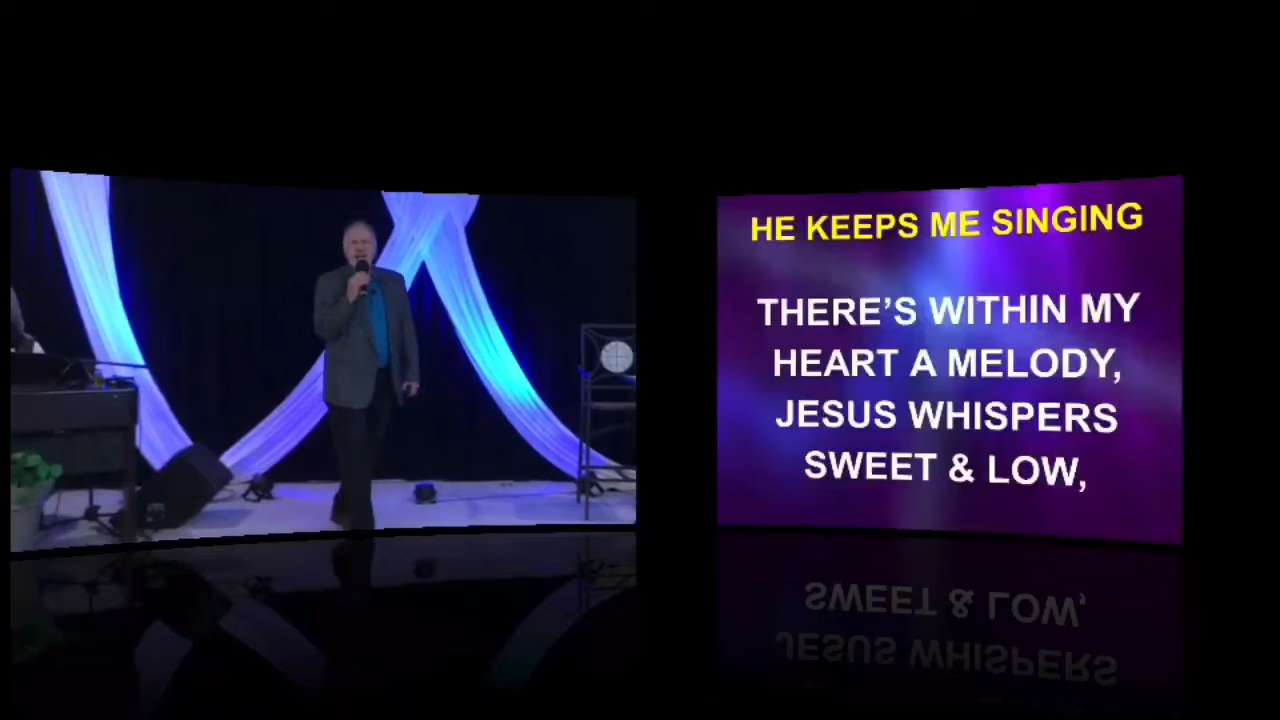 HE KEEPS ME SINGING
THERE'S WITHIN MY
HEART A MELODY,
JESUS WHISPERS
SWEET & LOW,